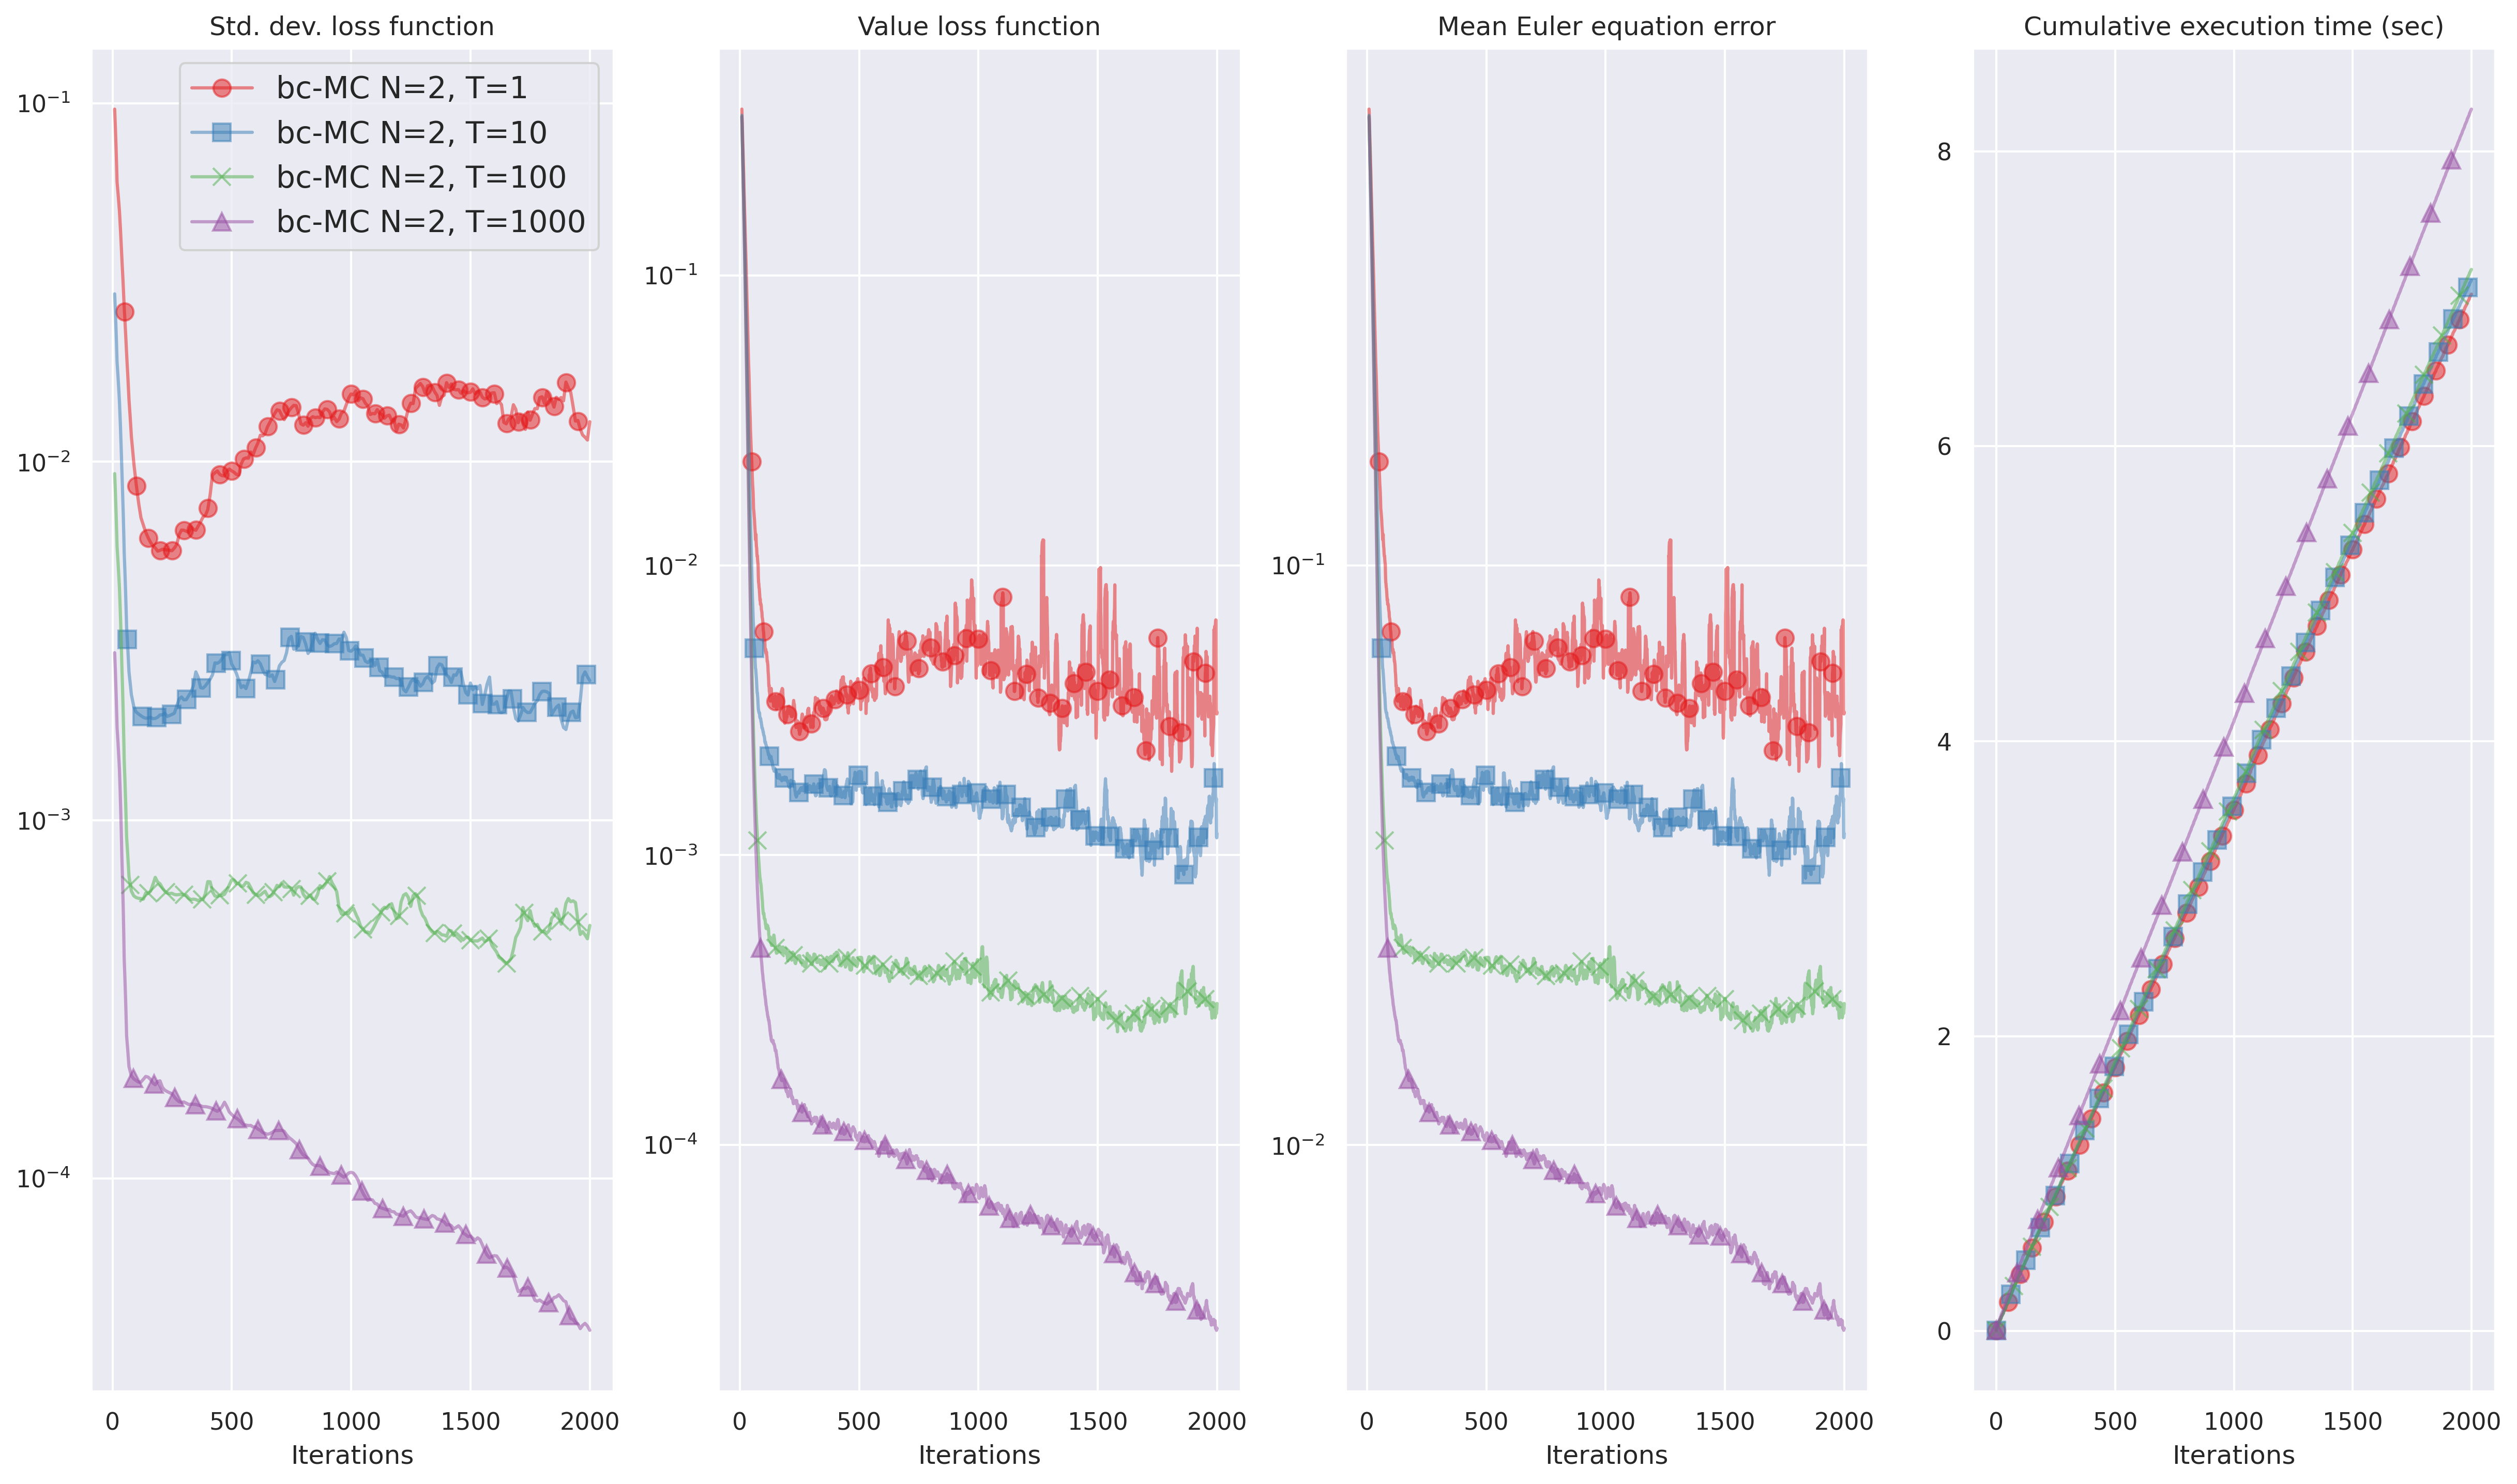 Std. dev. loss function
Value loss function
Mean Euler equation error
Cumulative execution time (sec)
bc-MC N=2, T=1
bc-MC N=2, T=10
bc-MC N=2, T=100
bc-MC N=2, T=1000
10⁻¹
10⁻²
10⁻³
10⁻⁴
0 500 1000 1500 2000
Iterations
10⁻¹
10⁻²
10⁻³
10⁻⁴
0 500 1000 1500 2000
Iterations
10⁻¹
10⁻²
0 500 1000 1500 2000
Iterations
8
6
4
2
0
0 500 1000 1500 2000
Iterations